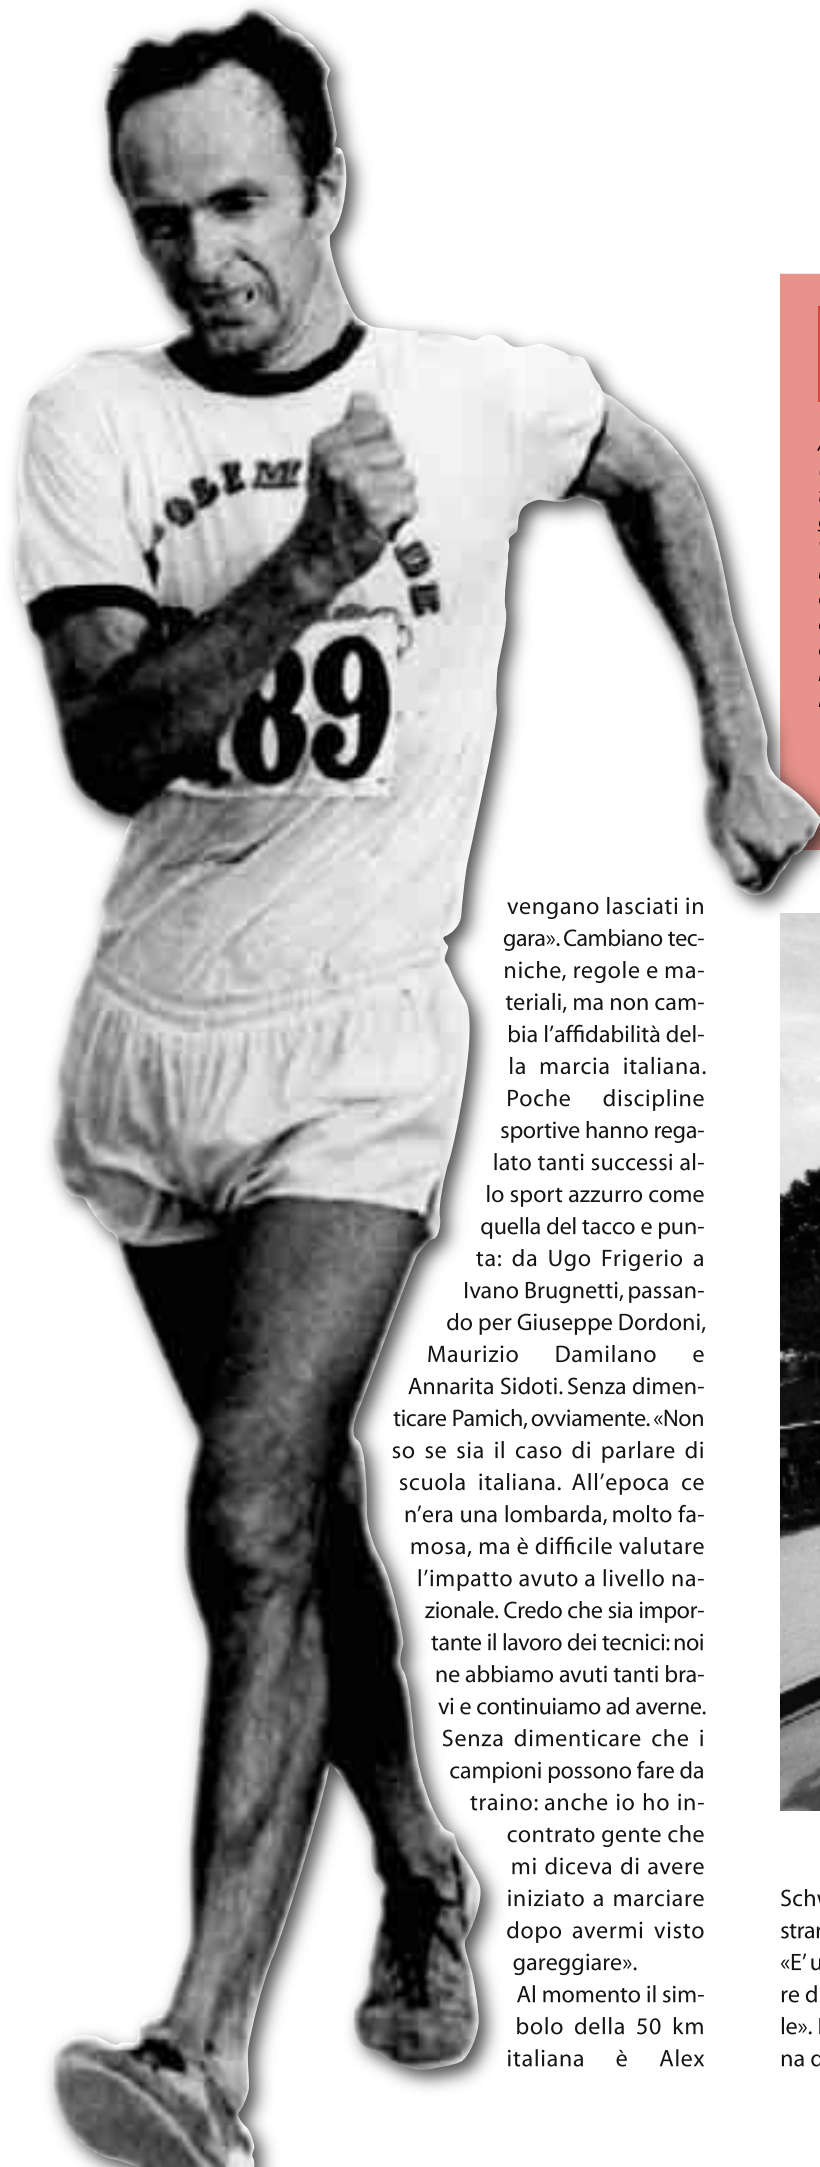 89
DE
vengano lasciati in
gara». Cambiano tec-
niche, regole e ma-
teriali, ma non cam-
bia l'affidabilità del-
la marcia italiana.
Poche discipline
sportive hanno rega-
lato tanti successi al-
lo sport azzurro come
quella del tacco e pun-
ta: da Ugo Frigerio a
Ivano Brugnetti, passan-
do per Giuseppe Dordoni,
Maurizio Damilano e
Annarita Sidoti. Senza dimen-
ticare Pamich, ovviamente. «Non
so se sia il caso di parlare di
scuola italiana. All'epoca ce
n'era una lombarda, molto fa-
mosa, ma è difficile valutare
l'impatto avuto a livello na-
zionale. Credo che sia impor-
tante il lavoro dei tecnici: noi
ne abbiamo avuti tanti bra-
vi e continuiamo ad averne.
Senza dimenticare che i
campioni possono fare da
traino: anche io ho in-
contrato gente che
mi diceva di avere
iniziato a marciare
dopo avermi visto
gareggiare».
Al momento il sim-
bolo della 50 km
italiana è Alex
Schw
strar
«E' u
re d
le».
na d